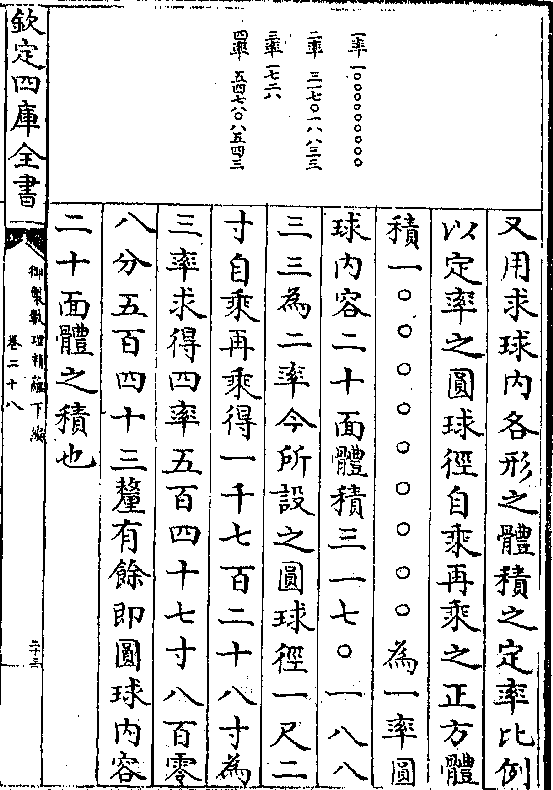 一率 一〇〇〇〇〇〇〇〇〇
二率 三一七〇一八八三三
三率 一七二八
四率 五四七八〇八五四三
又用求球内各形之體積之定率比例
以定率之圓球徑自乘再乘之正方體
積一〇〇〇〇〇〇〇〇〇為一率圓
球内容二十面體積三一七〇一八八
三三為二率今所設之圓球徑一尺二
寸自乘再乘得一千七百二十八寸為
三率求得四率五百四十七寸八百零
八分五百四十三釐有餘即圓球内容
二十面體之積也
欽定四庫全書
御製數理精蘊下編
卷二十八
二十三